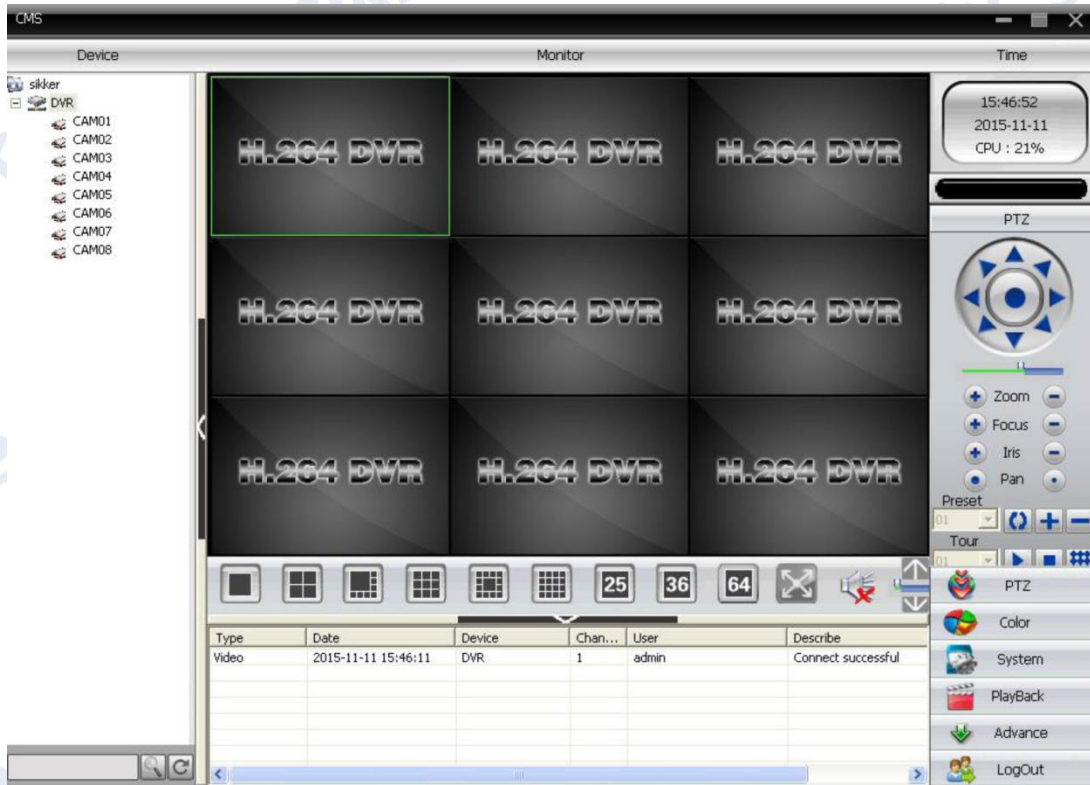 CMS
Device Monitor Time
sikker
DVR
CAM01
CAM02
CAM03
CAM04
CAM05
CAM06
CAM07
CAM08
H.264 DVR H.264 DVR H.264 DVR
H.264 DVR H.264 DVR H.264 DVR
H.264 DVR H.264 DVR H.264 DVR
15:46:52
2015-11-11
CPU : 21%
PTZ
Zoom
Focus
Iris
Pan
Preset
01
Tour
01
25 36 64
Type Date Device Chan... User Describe
Video 2015-11-11 15:46:11 DVR 1 admin Connect successful
PTZ
Color
System
PlayBack
Advance
LogOut